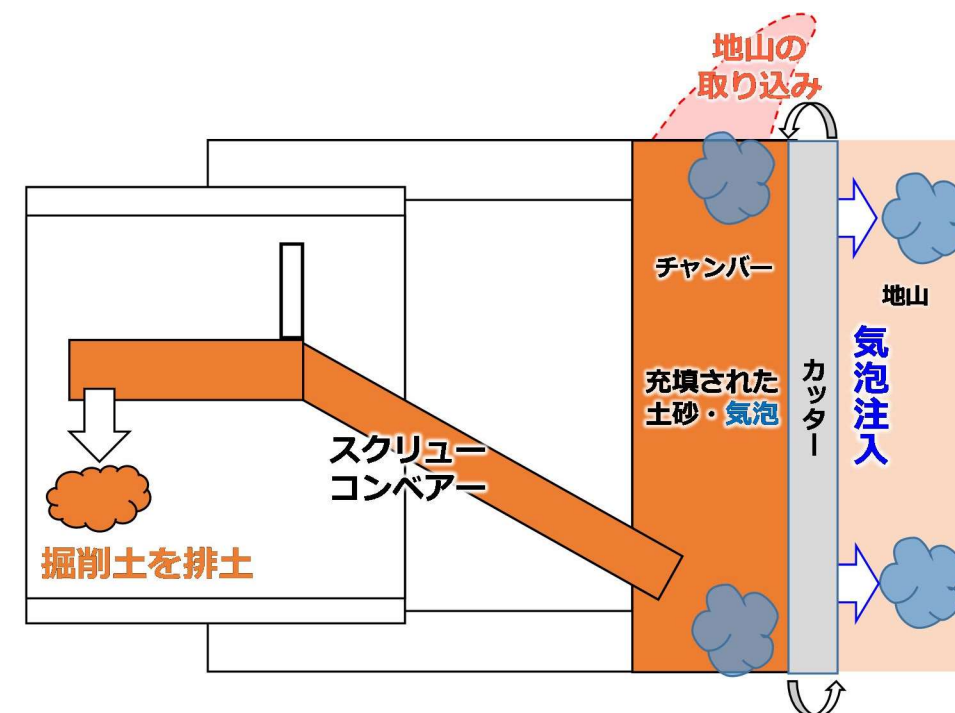 地山の
取り込み
チャンバー
地山
充填された
土砂・気泡
カッター
気泡注入
スクリュー
コンベアー
掘削土を排土